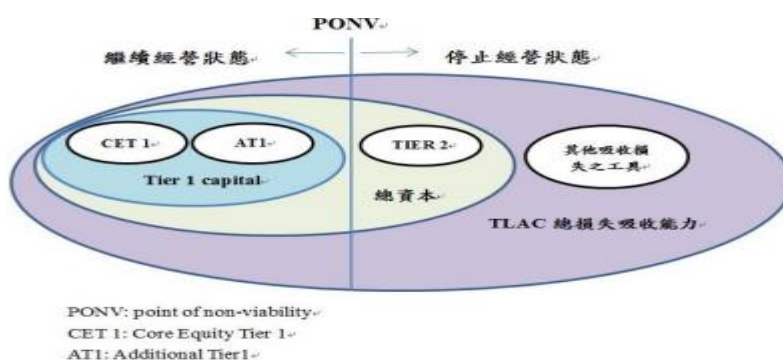 PONV
繼續經營狀態
停止經營狀態
CET 1
AT1
TIER 2
其他吸收損
失之工具
Tier 1 capital
總資本
TLAC 總損失吸收能力
PONV: point of non-viability
CET 1: Core Equity Tier 1
AT1: Additional Tier1